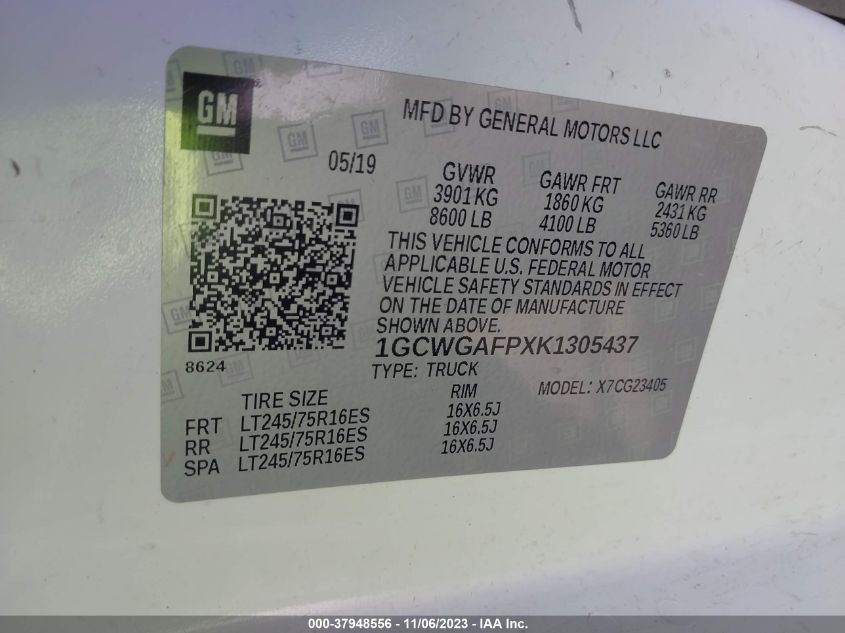 GM
MFD BY GENERAL MOTORS LLC
05/19
GVWR
3901 KG
8600 LB
GAWR FRT
1860 KG
4100 LB
GAWR RR
2431 KG
5360 LB
THIS VEHICLE CONFORMS TO ALL
APPLICABLE U.S. FEDERAL MOTOR
VEHICLE SAFETY STANDARDS IN EFFECT
ON THE DATE OF MANUFACTURE
SHOWN ABOVE.
8624
1GCWGAFPXK1305437
TYPE: TRUCK
MODEL: X7CG23405
TIRE SIZE RIM
FRT LT245/75R16ES 16X6.5J
RR LT245/75R16ES 16X6.5J
SPA LT245/75R16ES 16X6.5J
000-37948556 - 11/06/2023 - IAA Inc.